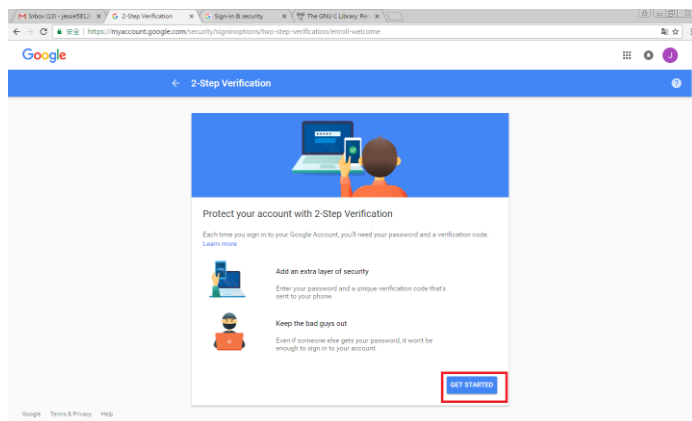 Inbox (13) - jessie5812
2-Step Verification
Sign-in & security
The GNU C Library: Re
安全 | https://myaccount.google.com/security/signinoptions/two-step-verification/enroll-welcome
Google
J
2-Step Verification
Protect your account with 2-Step Verification
Each time you sign in to your Google Account, you'll need your password and a verification code.
Learn more
Add an extra layer of security
Enter your password and a unique verification code that's
sent to your phone.
Keep the bad guys out
Even if someone else gets your password, it won't be
enough to sign in to your account.
GET STARTED
Google Terms & Privacy Help